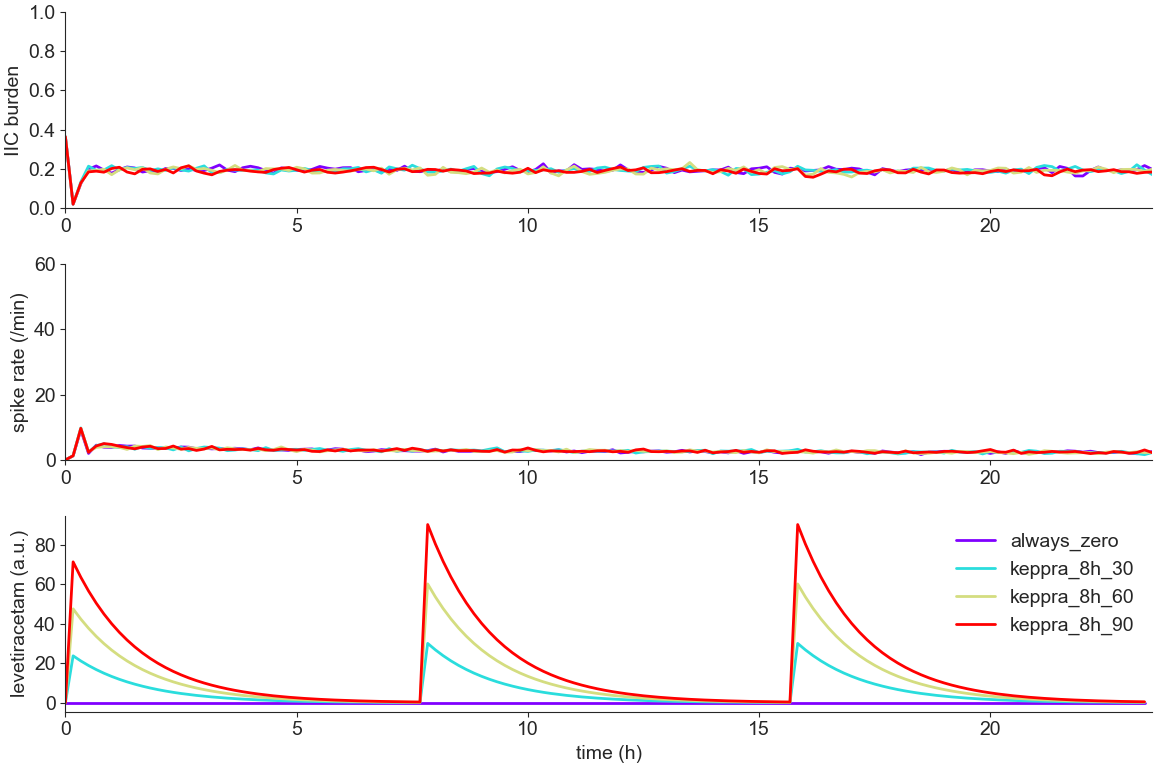 1.0
0.8
0.6
0.4
0.2
0.0
IIC burden
0 5 10 15 20
60
40
20
0
spike rate (/min)
0 5 10 15 20
80
60
40
20
0
levetiracetam (a.u.)
always_zero
keppra_8h_30
keppra_8h_60
keppra_8h_90
0 5 10 15 20
time (h)